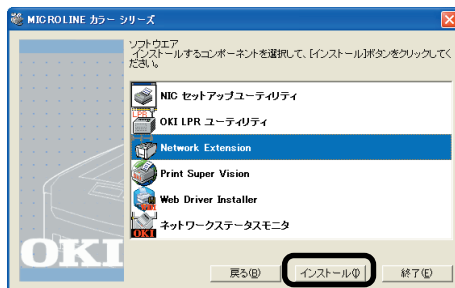 MICROLINE カラー シリーズ
ソフトウエア
インストールするコンポーネントを選択して、[インストール]ボタンをクリックしてく
ださい。
NIC セットアップユーティリティ
LPR
OKI LPR ユーティリティ
Network Extension
Print Super Vision
Web Driver Installer
OKI
ネットワークステータスモニタ
OKI
戻る(B)
インストール(I)
終了(E)